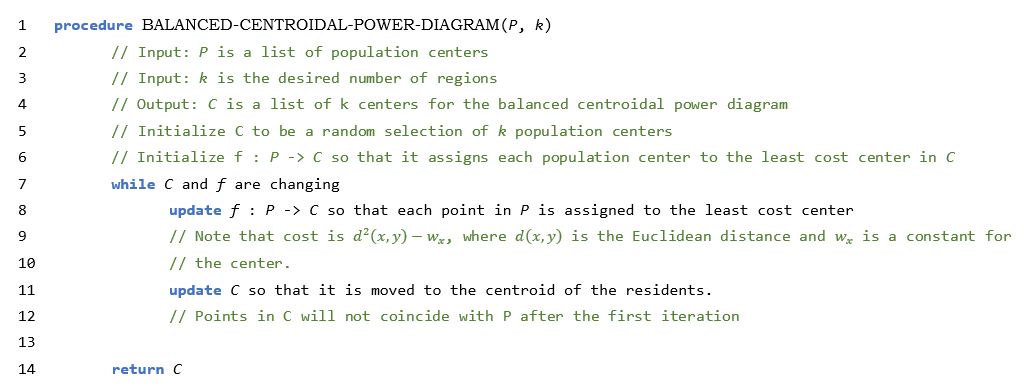 1 procedure BALANCED-CENTROIDAL-POWER-DIAGRAM(P, k)
2 // Input: P is a list of population centers
3 // Input: k is the desired number of regions
4 // Output: C is a list of k centers for the balanced centroidal power diagram
5 // Initialize C to be a random selection of k population centers
6 // Initialize f : P -> C so that it assigns each population center to the least cost center in C
7 while C and f are changing
8 update f : P -> C so that each point in P is assigned to the least cost center
9 // Note that cost is d²(x,y) − wₓ, where d(x,y) is the Euclidean distance and wₓ is a constant for
10 // the center.
11 update C so that it is moved to the centroid of the residents.
12 // Points in C will not coincide with P after the first iteration
13
14 return C